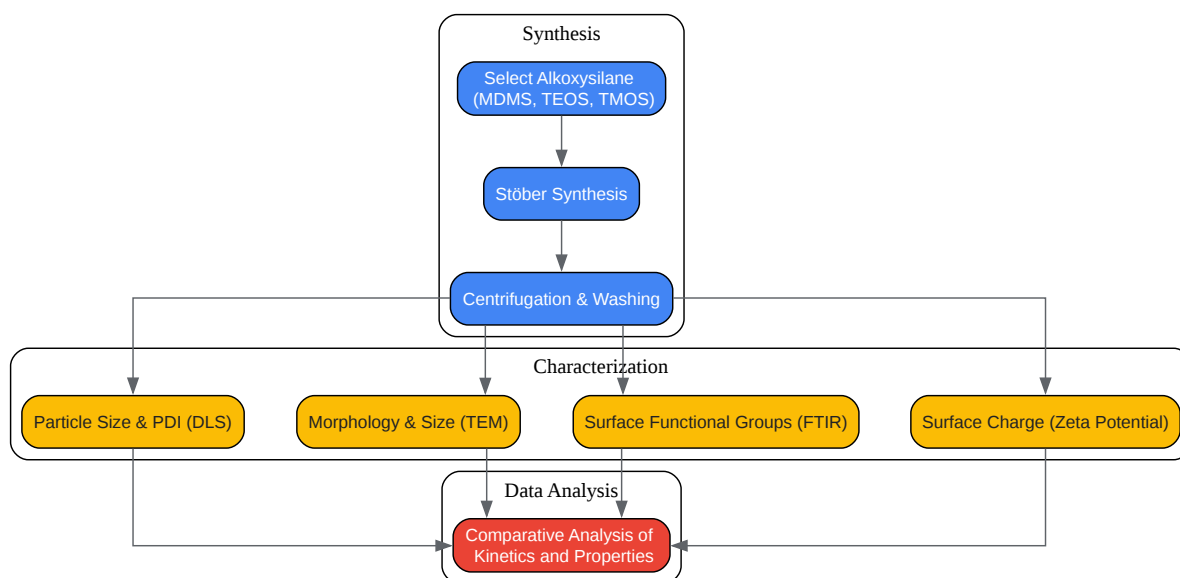 Synthesis
Select Alkoxysilane
(MDMS, TEOS, TMOS)
Stöber Synthesis
Centrifugation & Washing
Characterization
Particle Size & PDI (DLS)
Morphology & Size (TEM)
Surface Functional Groups (FTIR)
Surface Charge (Zeta Potential)
Data Analysis
Comparative Analysis of
Kinetics and Properties